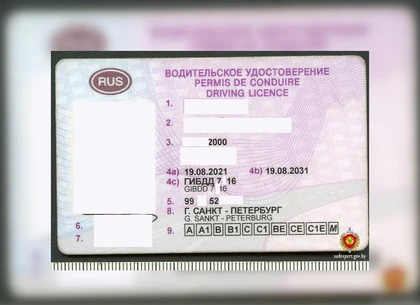 RUS
ВОДИТЕЛЬСКОЕ УДОСТОВЕРЕНИЕ
PERMIS DE CONDUIRE
DRIVING LICENCE
1.
2.
3. 2000
4a) 19.08.2021 4b) 19.08.2031
4c) ГИБДД 7 16
GIBDD 7 16
5. 99 52
8. Г. САНКТ - ПЕТЕРБУРГ
G. SANKT - PETERBURG
6.
7.
9. A A1 B B1 C C1 BE CE C1E M
sudexpert.gov.by